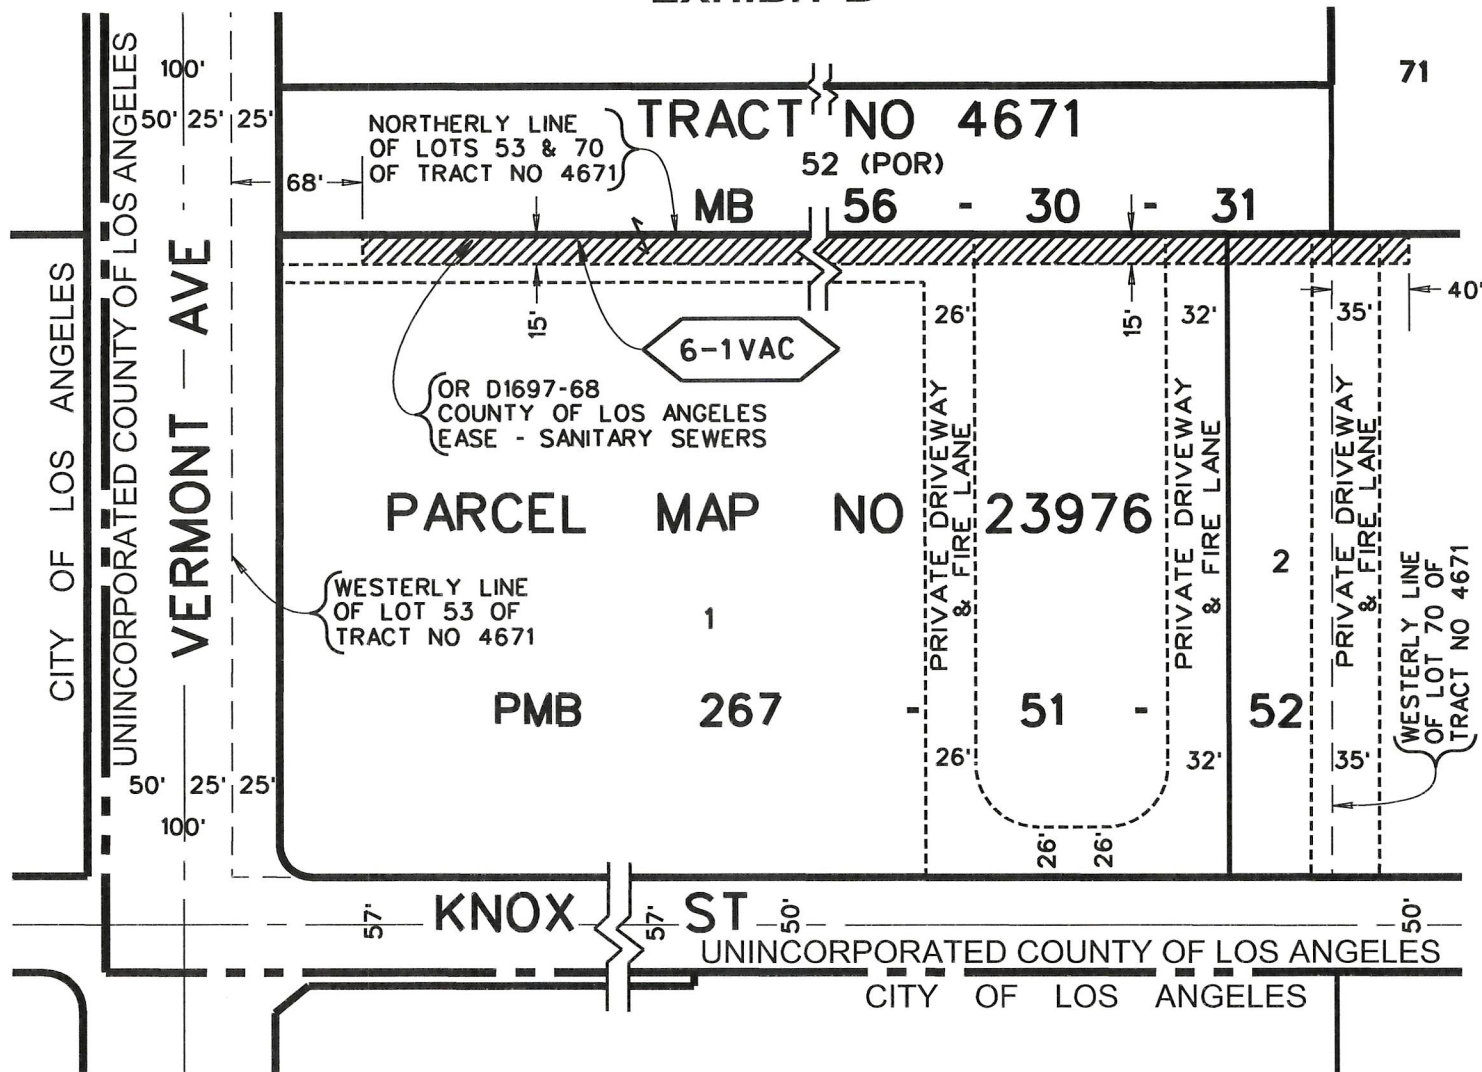 100'
71
50' 25' 25'
NORTHERLY LINE
OF LOTS 53 & 70
OF TRACT NO 4671
TRACT NO 4671
52 (POR)
MB 56 - 30 - 31
68'
CITY OF LOS ANGELES
UNINCORPORATED COUNTY OF LOS ANGELES
VERMONT AVE
15'
6-1VAC
26'
15'
32'
35'
40'
OR D1697-68
COUNTY OF LOS ANGELES
EASE - SANITARY SEWERS
PARCEL MAP NO 23976
PRIVATE DRIVEWAY
& FIRE LANE
PRIVATE DRIVEWAY
& FIRE LANE
PRIVATE DRIVEWAY
& FIRE LANE
2
WESTERLY LINE
OF LOT 53 OF
TRACT NO 4671
1
WESTERLY LINE
OF LOT 70 OF
TRACT NO 4671
PMB 267 - 51 - 52
26'
32'
35'
50' 25' 25'
100'
26' 26'
KNOX ST
57' 57' 50' 50'
UNINCORPORATED COUNTY OF LOS ANGELES
CITY OF LOS ANGELES